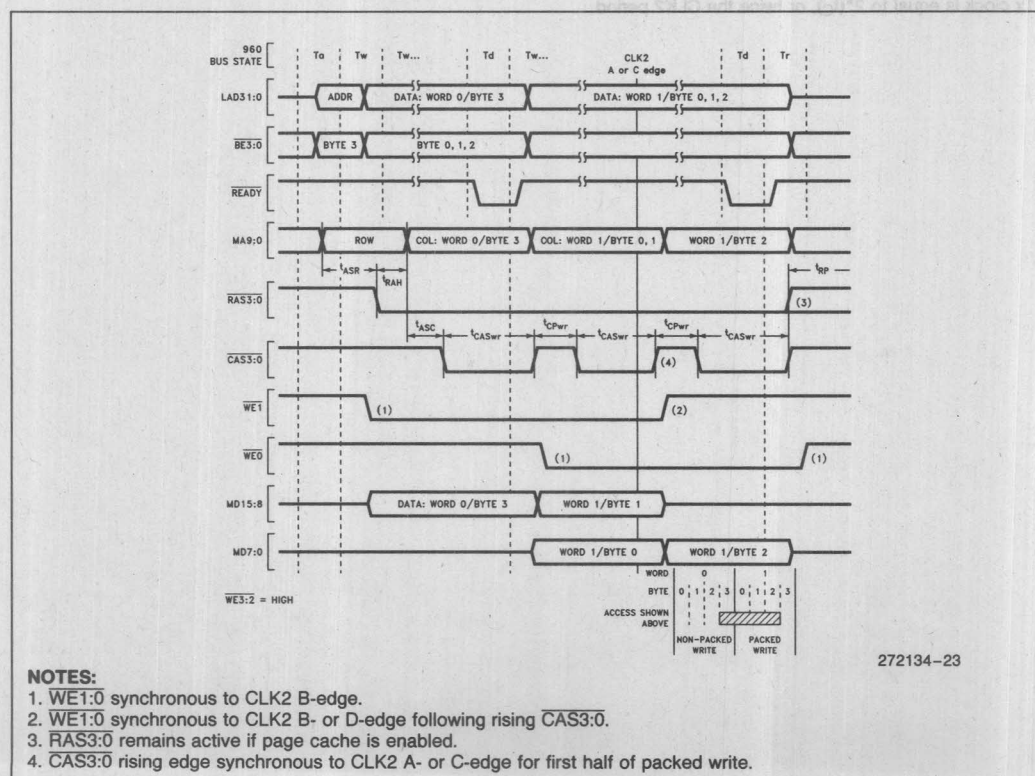 x clock is equal to 2*(tC), or twice the CLK2 period.
960
BUS STATE
Ta Tw Tw... Td Tw... CLK2 Td Tr
A or C edge
LAD31:0 ADDR DATA: WORD 0/BYTE 3 DATA: WORD 1/BYTE 0, 1, 2
BE3:0 BYTE 3 BYTE 0, 1, 2
READY
MA9:0 ROW COL: WORD 0/BYTE 3 COL: WORD 1/BYTE 0, 1 WORD 1/BYTE 2
tASR tRAH tRP
RAS3:0 (3)
tASC tCASwr tCPwr tCASwr tCPwr tCASwr
CAS3:0 (4)
WE1 (1) (2)
WE0 (1) (1)
MD15:8 DATA: WORD 0/BYTE 3 WORD 1/BYTE 1
MD7:0 WORD 1/BYTE 0 WORD 1/BYTE 2
WORD 0 1
BYTE 0 1 2 3 0 1 2 3
WE3:2 = HIGH
ACCESS SHOWN
ABOVE
NON-PACKED
WRITE
PACKED
WRITE
272134-23
NOTES:
1. WE1:0 synchronous to CLK2 B-edge.
2. WE1:0 synchronous to CLK2 B- or D-edge following rising CAS3:0.
3. RAS3:0 remains active if page cache is enabled.
4. CAS3:0 rising edge synchronous to CLK2 A- or C-edge for first half of packed write.